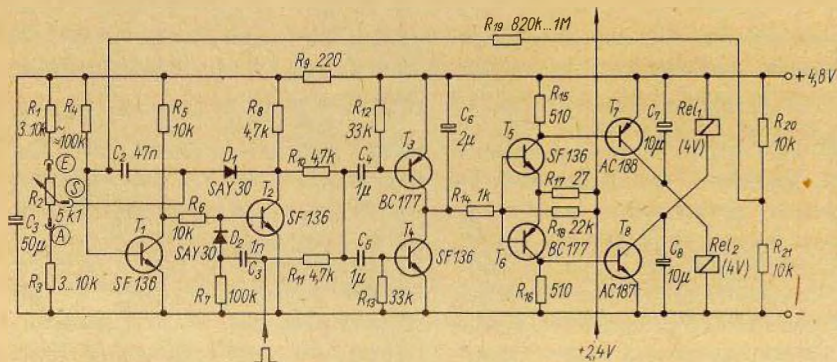 R19 820k...1M
R9 220
+4,8V
R1
3..10k
R4
≈100k
R5
10k
R8
4,7k
R12
33k
C6
2μ
R15
510
T7
C7
10μ
Rel1
(4V)
R20
10k
E
C2 47n
D1
SAY 30
R10 4,7k
C4
1μ
T3
BC177
T5
SF136
AC188
R2
S
5k1
A
C3
50μ
T1
SF 136
R6
10k
SAY30
D2
T2
SF136
1n
C3
R11 4,7k
C5
1μ
T4
SF136
R14 1k
R17 27
R18 22k
T6
BC177
T8
AC187
C8
10μ
Rel2
(4V)
R21
10k
R3
3...10k
R7
100k
R13
33k
R16
510
+2,4V